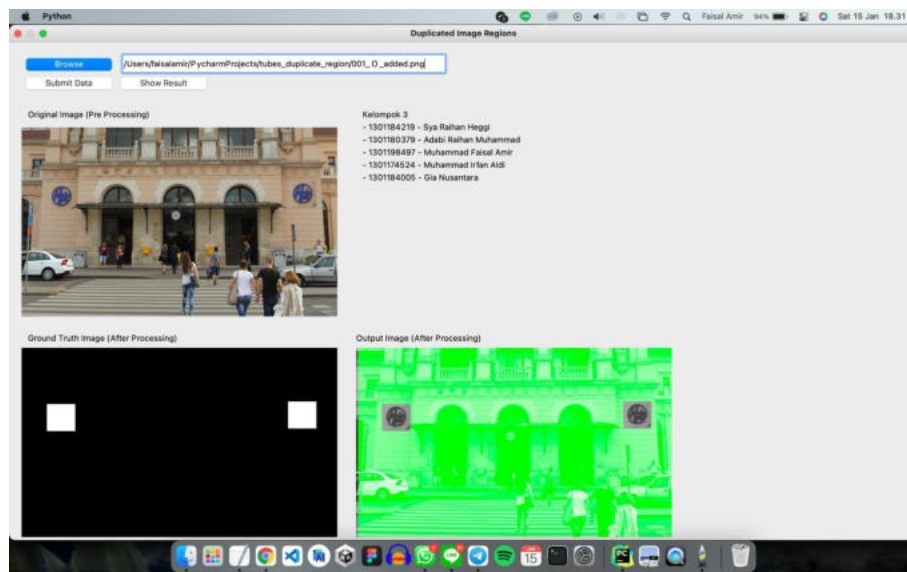 Python
Faisal Amir
94%
Sat 15 Jan 18.31
Duplicated Image Regions
Browse
/Users/faisalamir/PycharmProjects/tubes_duplicate_region/001_O_added.png
Submit Data
Show Result
Original Image (Pre Processing)
Kelompok 3
- 1301184219 - Sya Raihan Heggi
- 1301180379 - Adabi Raihan Muhammad
- 1301198497 - Muhammad Faisal Amir
- 1301174524 - Muhammad Irfan Aldi
- 1301184005 - Gia Nusantara
Ground Truth Image (After Processing)
Output Image (After Processing)
15
PC